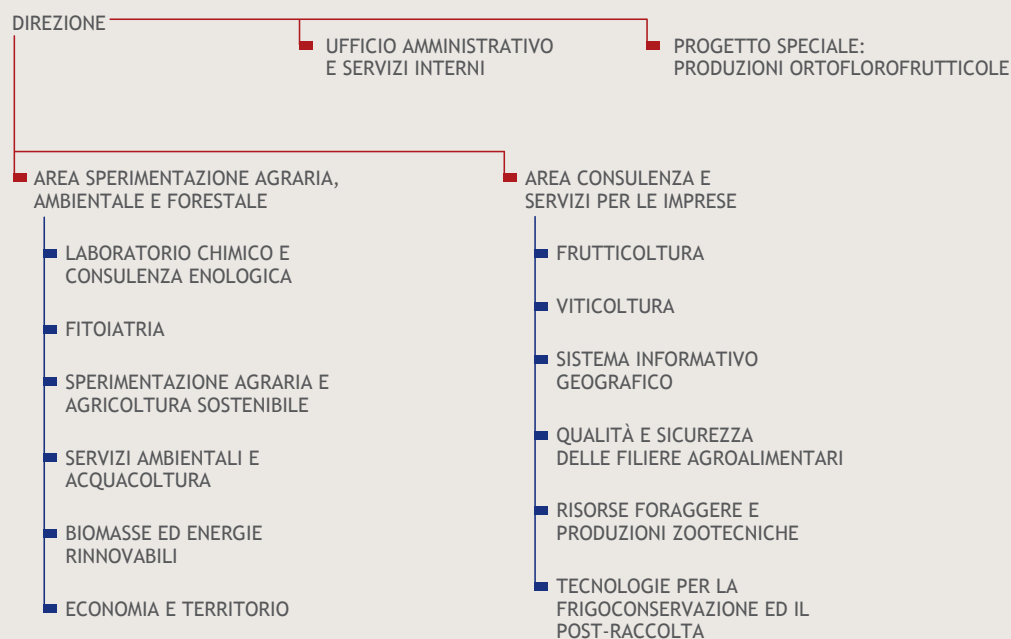 DIREZIONE
UFFICIO AMMINISTRATIVO
E SERVIZI INTERNI
PROGETTO SPECIALE:
PRODUZIONI ORTOFLOROFRUTTICOLE
AREA SPERIMENTAZIONE AGRARIA,
AMBIENTALE E FORESTALE
LABORATORIO CHIMICO E
CONSULENZA ENOLOGICA
FITOIATRIA
SPERIMENTAZIONE AGRARIA E
AGRICOLTURA SOSTENIBILE
SERVIZI AMBIENTALI E
ACQUACOLTURA
BIOMASSE ED ENERGIE
RINNOVABILI
ECONOMIA E TERRITORIO
AREA CONSULENZA E
SERVIZI PER LE IMPRESE
FRUTTICOLTURA
VITICOLTURA
SISTEMA INFORMATIVO
GEOGRAFICO
QUALITÀ E SICUREZZA
DELLE FILIERE AGROALIMENTARI
RISORSE FORAGGERE E
PRODUZIONI ZOOTECNICHE
TECNOLOGIE PER LA
FRIGOCONSERVAZIONE ED IL
POST-RACCOLTA